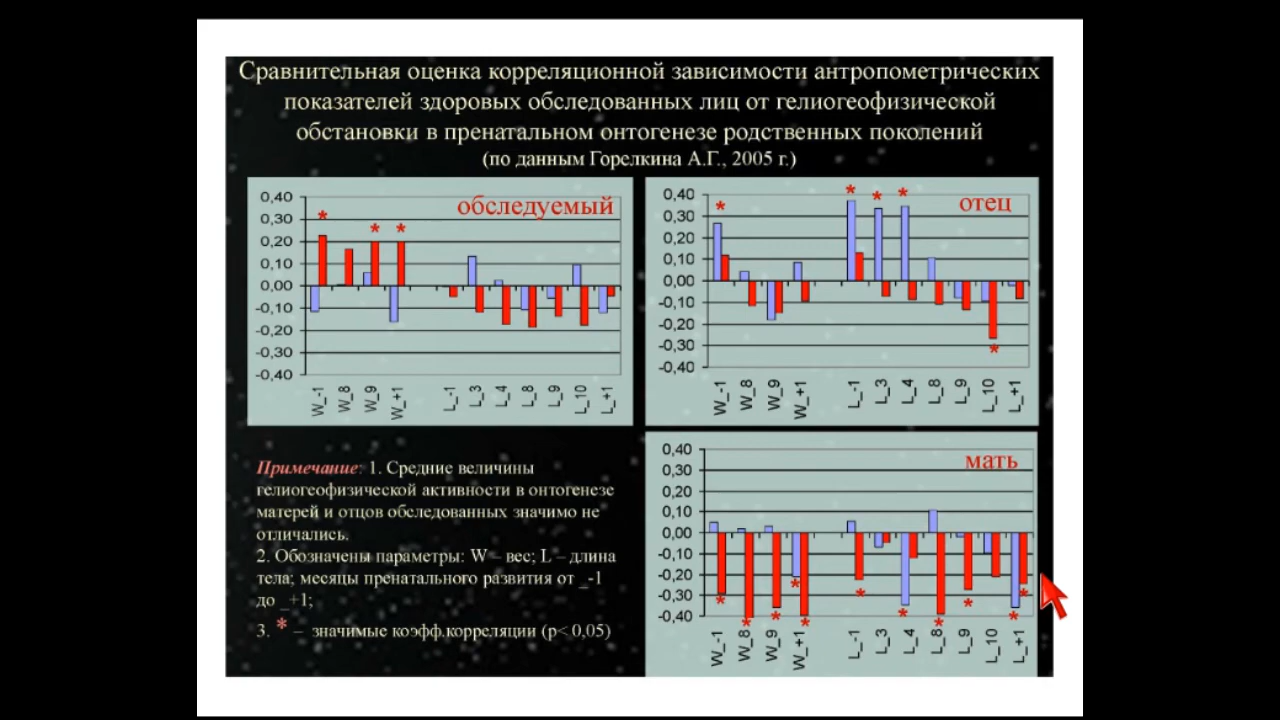 Сравнительная оценка корреляционной зависимости антропометрических
показателей здоровых обследованных лиц от гелиогеофизической
обстановки в пренатальном онтогенезе родственных поколений
(по данным Горелкина А.Г., 2005 г.)
обследуемый
0,40
0,30
0,20
0,10
0,00
-0,10
-0,20
-0,30
-0,40
* * *
W_-1 W_8 W_9 W_+1 L_-1 L_3 L_4 L_8 L_9 L_10 L_+1
отец
0,40
0,30
0,20
0,10
0,00
-0,10
-0,20
-0,30
-0,40
* * * * *
W_-1 W_8 W_9 W_+1 L_-1 L_3 L_4 L_8 L_9 L_10 L_+1
Примечание: 1. Средние величины
гелиогеофизической активности в онтогенезе
матерей и отцов обследованных значимо не
отличались.
2. Обозначены параметры: W – вес; L – длина
тела; месяцы пренатального развития от _-1
до _+1;
3. * – значимые коэфф.корреляции (р< 0,05)
мать
0,40
0,30
0,20
0,10
0,00
-0,10
-0,20
-0,30
-0,40
* * * * * * * * * * *
W_-1 W_8 W_9 W_+1 L_-1 L_3 L_4 L_8 L_9 L_10 L_+1